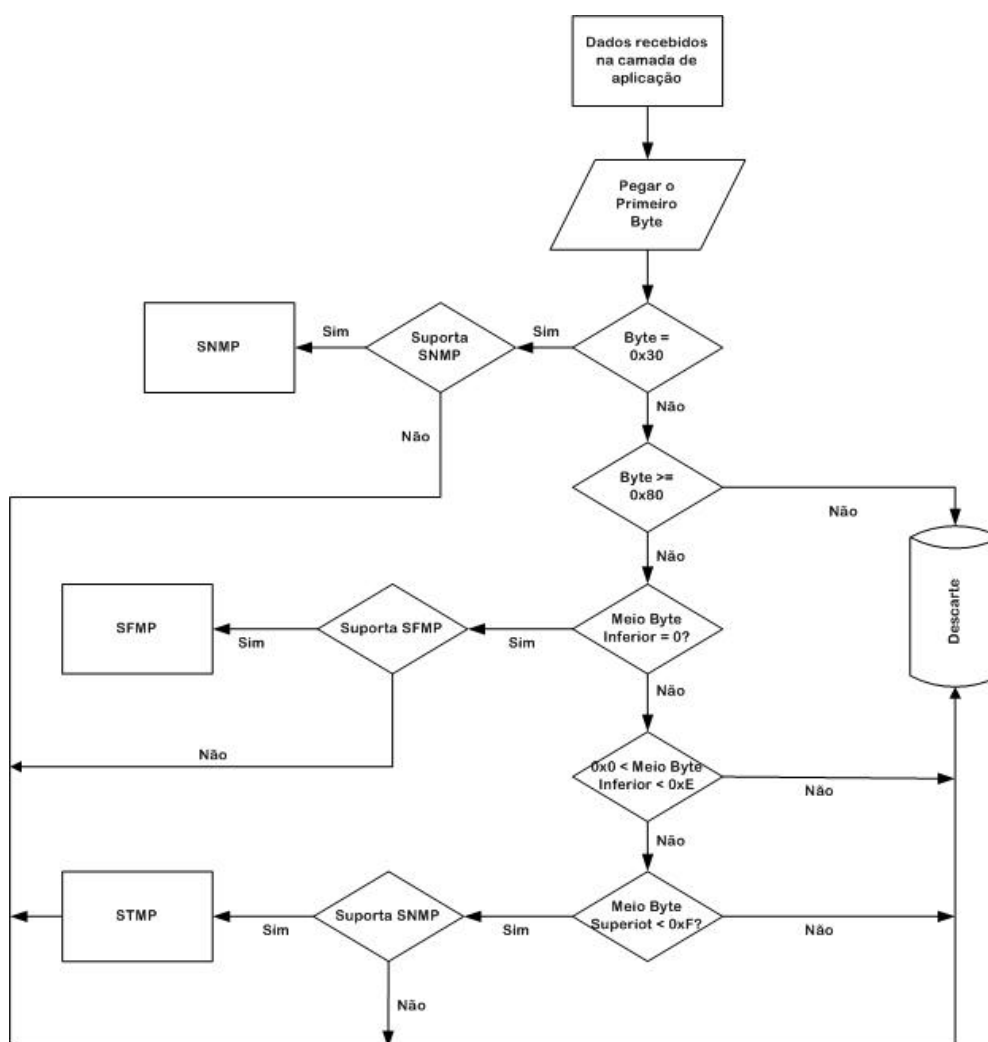 Dados recebidos
na camada de
aplicação
Pegar o
Primeiro
Byte
SNMP
Sim
Suporta
SNMP
Sim
Byte =
0x30
Não
Não
Byte >=
0x80
Não
Não
SFMP
Sim
Suporta SFMP
Sim
Meio Byte
Inferior = 0?
Descarte
Não
Não
0x0 < Meio Byte
Inferior < 0xE
Não
Não
STMP
Sim
Suporta SNMP
Sim
Meio Byte
Superiot < 0xF?
Não
Não